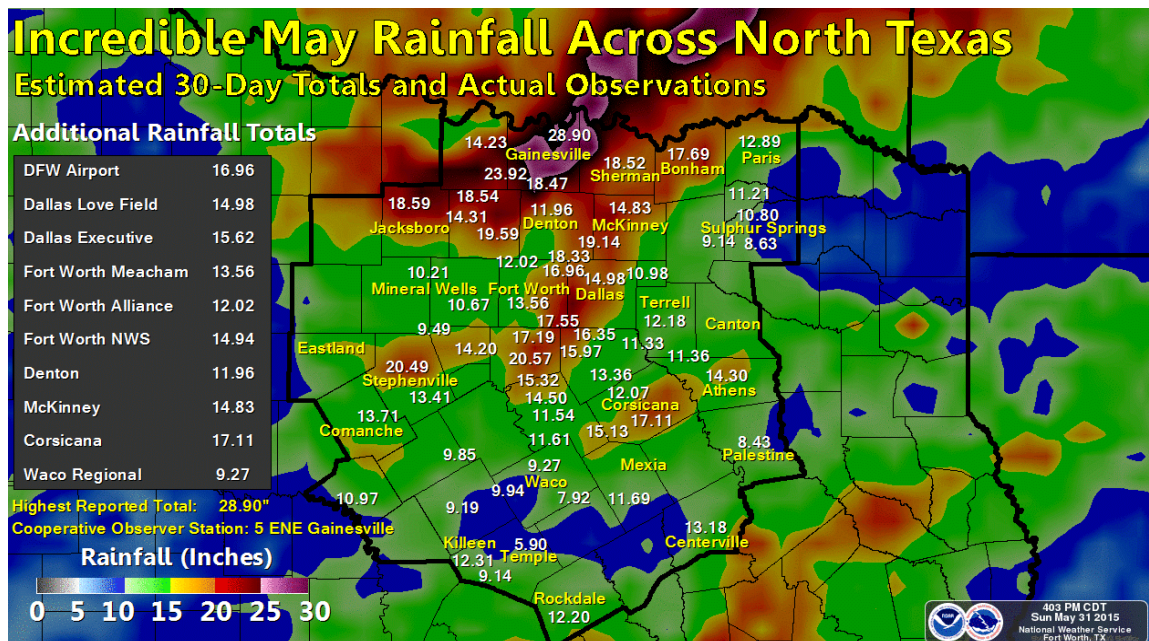 Incredible May Rainfall Across North Texas
Estimated 30-Day Totals and Actual Observations
Additional Rainfall Totals
DFW Airport 16.96
Dallas Love Field 14.98
Dallas Executive 15.62
Fort Worth Meacham 13.56
Fort Worth Alliance 12.02
Fort Worth NWS 14.94
Denton 11.96
McKinney 14.83
Corsicana 17.11
Waco Regional 9.27
Highest Reported Total: 28.90"
Cooperative Observer Station: 5 ENE Gainesville
Rainfall (Inches)
0 5 10 15 20 25 30
14.23 28.90 12.89
Gainesville 17.69 Paris
18.52 Bonham
23.92 Sherman
18.47
18.59 18.54 11.21
14.31 11.96 14.83 10.80
Jacksboro Denton McKinney Sulphur Springs
19.59 19.14 9.14 8.63
12.02 18.33
10.21 16.96 14.98 10.98
Mineral Wells Fort Worth Dallas
10.67 13.56 Terrell
17.55 12.18 Canton
9.49 17.19 16.35
Eastland 14.20 15.97 11.33
20.57 11.36
20.49 13.36 14.30
Stephenville 15.32 Athens
13.41 14.50 12.07
13.71 11.54 Corsicana
Comanche 17.11
11.61 15.13 8.43
9.85 Palestine
9.27 Mexia
Waco
10.97 9.94 7.92 11.69
9.19
13.18
Killeen 5.90 Centerville
12.31 Temple
9.14
Rockdale
12.20
403 PM CDT
Sun May 31 2015
National Weather Service
Fort Worth, TX